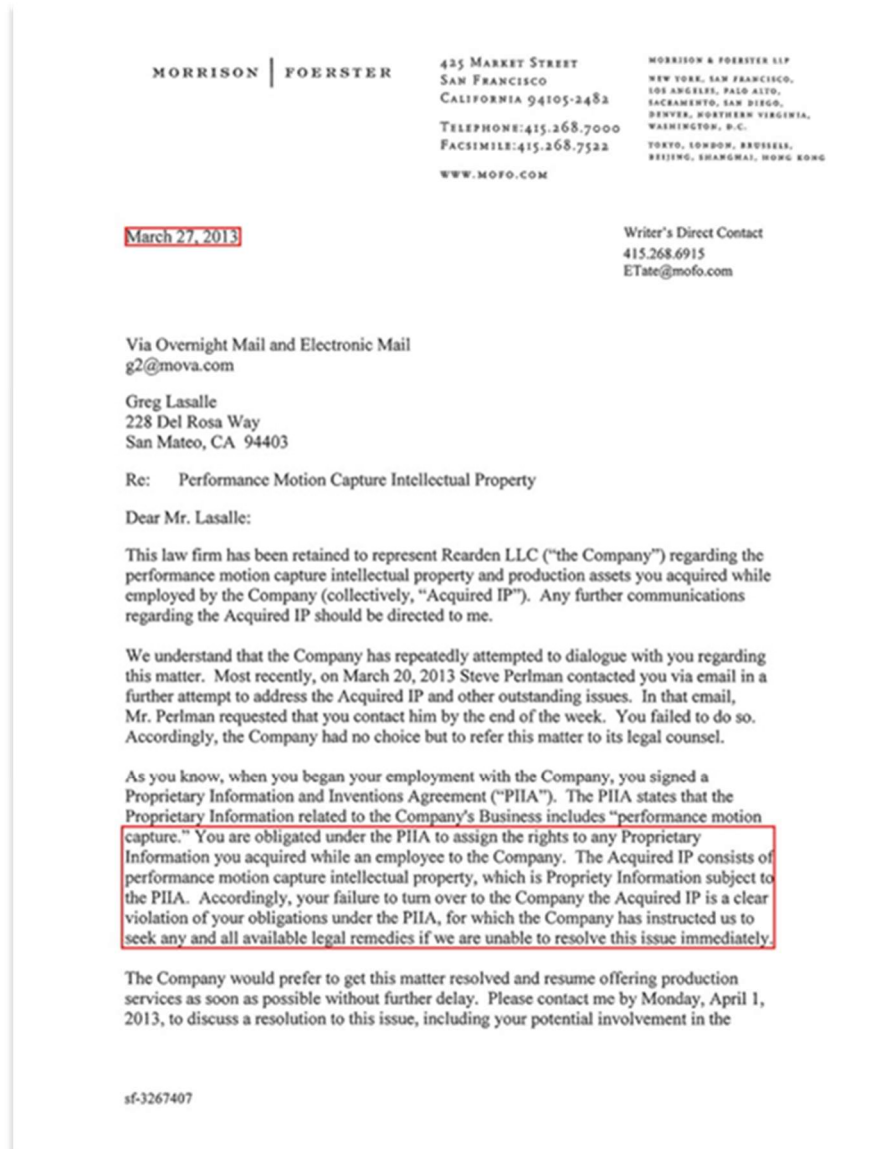 MORRISON | FOERSTER
425 MARKET STREET
SAN FRANCISCO
CALIFORNIA 94105-2482
TELEPHONE:415.268.7000
FACSIMILE:415.268.7522
WWW.MOFO.COM
MORRISON & FOERSTER LLP
NEW YORK, SAN FRANCISCO,
LOS ANGELES, PALO ALTO,
SACRAMENTO, SAN DIEGO,
DENVER, NORTHERN VIRGINIA,
WASHINGTON, D.C.
TOKYO, LONDON, BRUSSELS,
BEIJING, SHANGHAI, HONG KONG
March 27, 2013
Writer's Direct Contact
415.268.6915
ETate@mofo.com
Via Overnight Mail and Electronic Mail
g2@mova.com
Greg Lasalle
228 Del Rosa Way
San Mateo, CA 94403
Re: Performance Motion Capture Intellectual Property
Dear Mr. Lasalle:
This law firm has been retained to represent Rearden LLC (“the Company”) regarding the
performance motion capture intellectual property and production assets you acquired while
employed by the Company (collectively, “Acquired IP”). Any further communications
regarding the Acquired IP should be directed to me.
We understand that the Company has repeatedly attempted to dialogue with you regarding
this matter. Most recently, on March 20, 2013 Steve Perlman contacted you via email in a
further attempt to address the Acquired IP and other outstanding issues. In that email,
Mr. Perlman requested that you contact him by the end of the week. You failed to do so.
Accordingly, the Company had no choice but to refer this matter to its legal counsel.
As you know, when you began your employment with the Company, you signed a
Proprietary Information and Inventions Agreement (“PIIA”). The PIIA states that the
Proprietary Information related to the Company's Business includes “performance motion
capture.” You are obligated under the PIIA to assign the rights to any Proprietary
Information you acquired while an employee to the Company. The Acquired IP consists of
performance motion capture intellectual property, which is Propriety Information subject to
the PIIA. Accordingly, your failure to turn over to the Company the Acquired IP is a clear
violation of your obligations under the PIIA, for which the Company has instructed us to
seek any and all available legal remedies if we are unable to resolve this issue immediately.
The Company would prefer to get this matter resolved and resume offering production
services as soon as possible without further delay. Please contact me by Monday, April 1,
2013, to discuss a resolution to this issue, including your potential involvement in the
sf-3267407